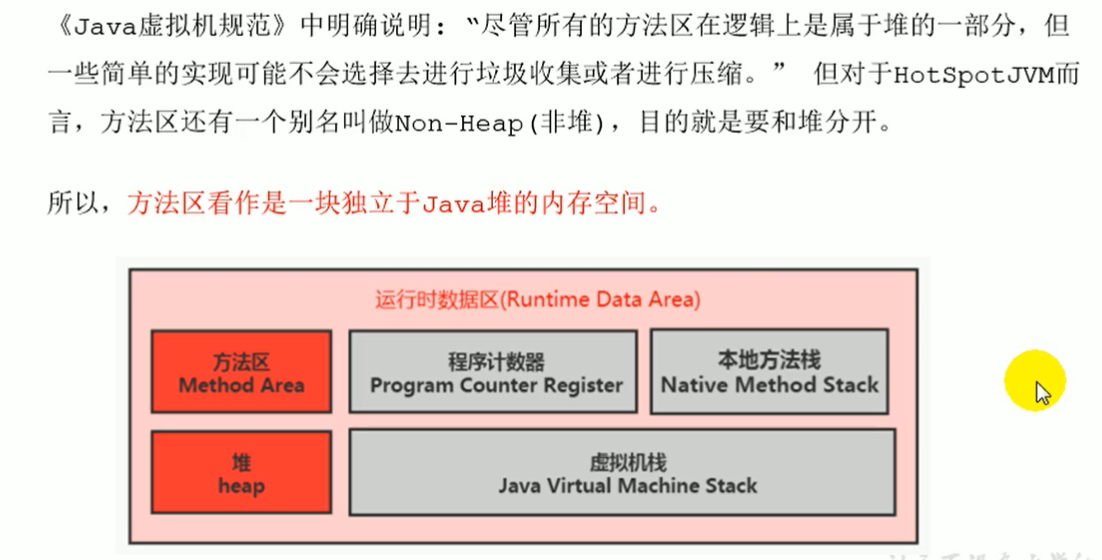 《Java虚拟机规范》中明确说明：“尽管所有的方法区在逻辑上是属于堆的一部分，但
一些简单的实现可能不会选择去进行垃圾收集或者进行压缩。” 但对于HotSpotJVM而
言，方法区还有一个别名叫做Non-Heap(非堆)，目的就是要和堆分开。
所以，方法区看作是一块独立于Java堆的内存空间。
运行时数据区(Runtime Data Area)
方法区
Method Area
程序计数器
Program Counter Register
本地方法栈
Native Method Stack
堆
heap
虚拟机栈
Java Virtual Machine Stack